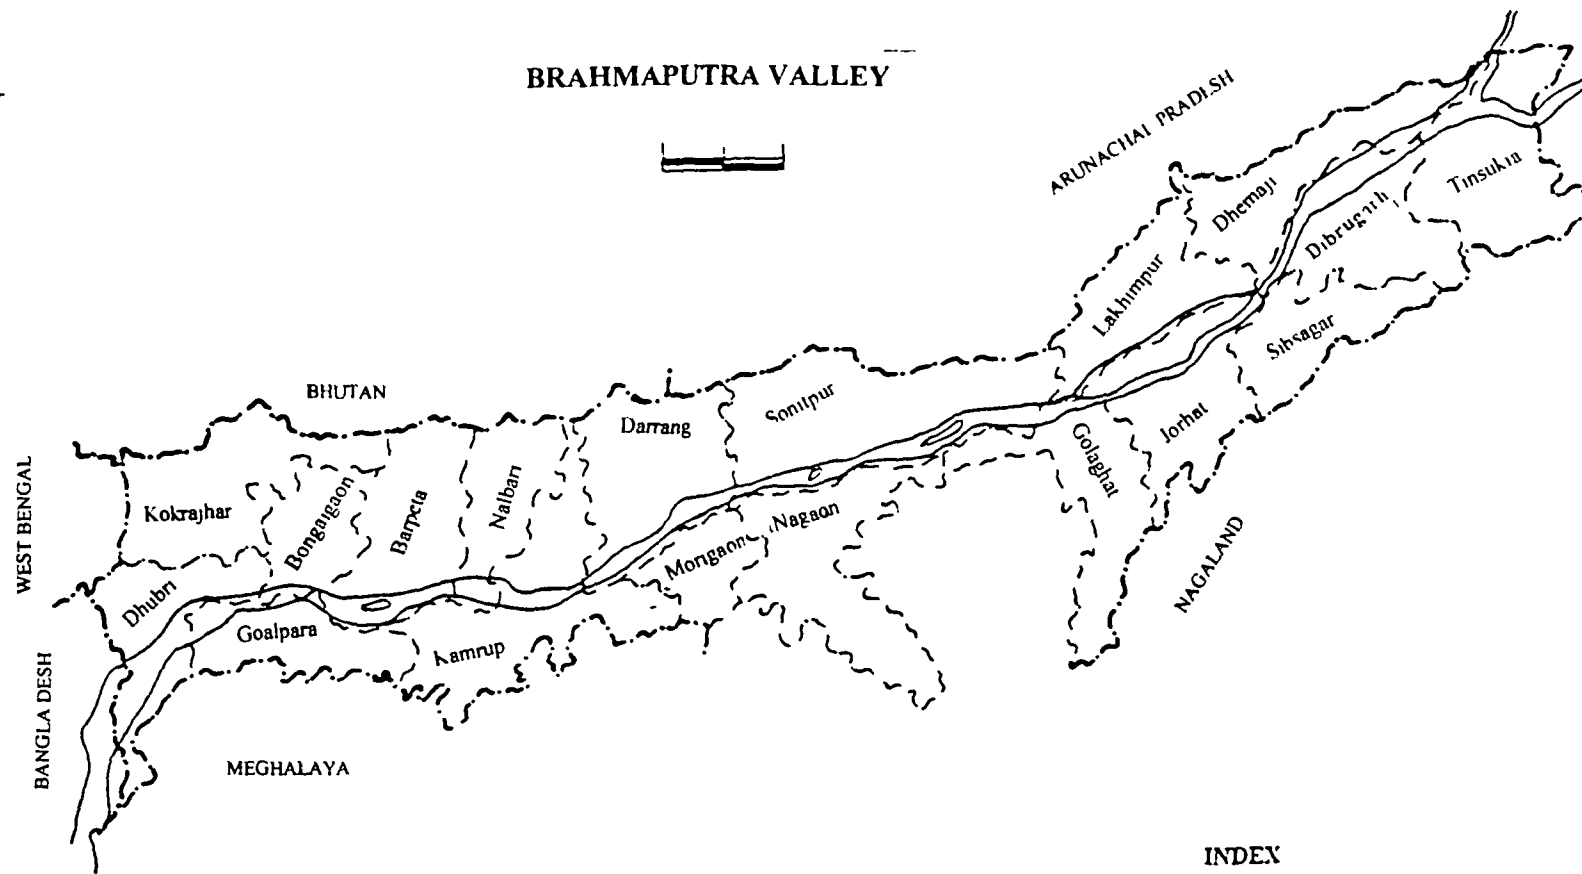 BRAHMAPUTRA VALLEY
ARUNACHAI PRADESH
Tinsukia
Dhemaji
Dibrugarh
Lakhimpur
Sibsagar
BHUTAN
Sonitpur
Darrang
Jorhat
Golaghat
WEST BENGAL
Kokrajhar
Bongaigaon
Barpeta
Nalbari
Nagaon
Morigaon
NAGALAND
Dhubri
Goalpara
Kamrup
BANGLA DESH
MEGHALAYA
INDEX